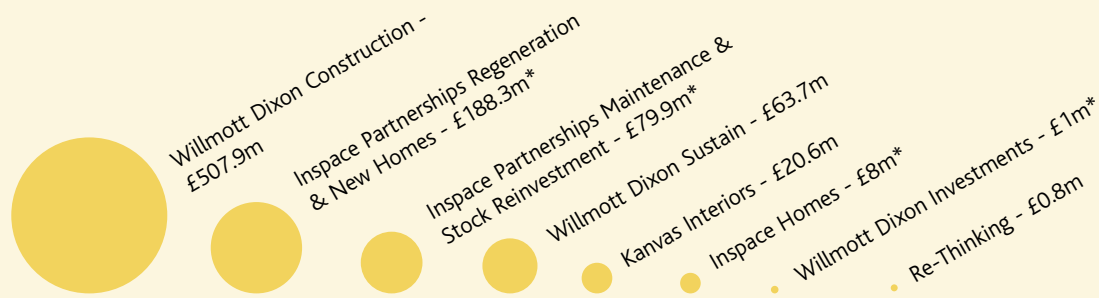 Willmott Dixon Construction -
£507.9m
Inspace Partnerships Regeneration
& New Homes - £188.3m*
Inspace Partnerships Maintenance &
Stock Reinvestment - £79.9m*
Willmott Dixon Sustain - £63.7m
Kanvas Interiors - £20.6m
Inspace Homes - £8m*
Willmott Dixon Investments - £1m*
Re-Thinking - £0.8m